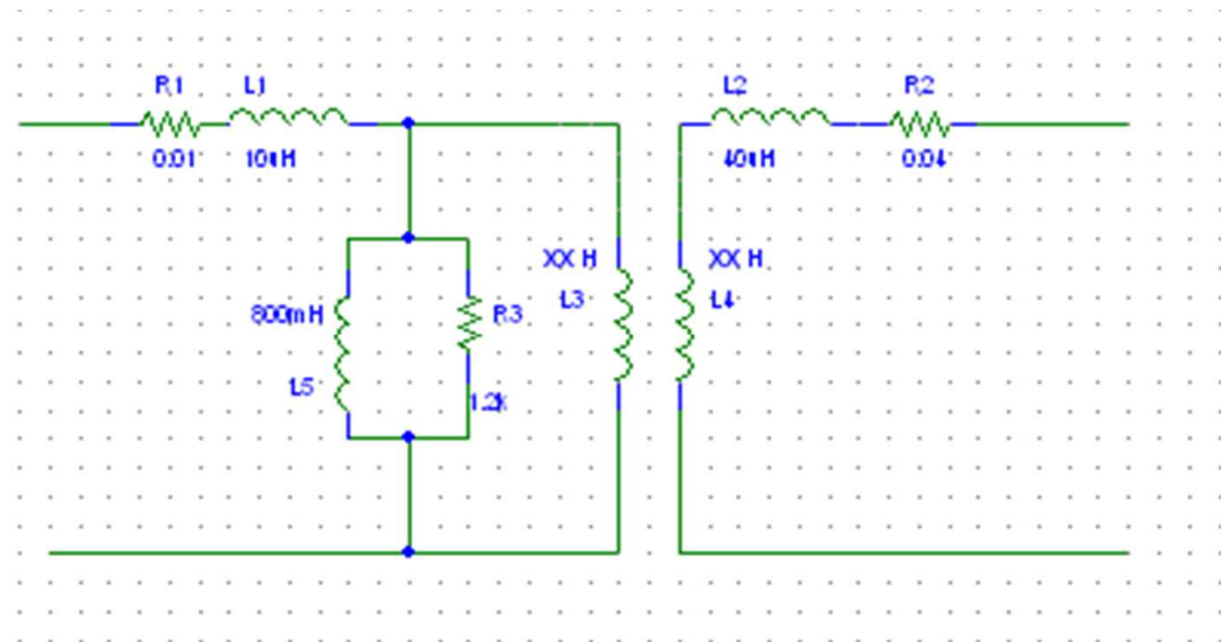 R1 L1 L2 R2
0.01 10uH 40uH 0.04
XX H XX H
L3 L4
800mH R3
L5
1.2k